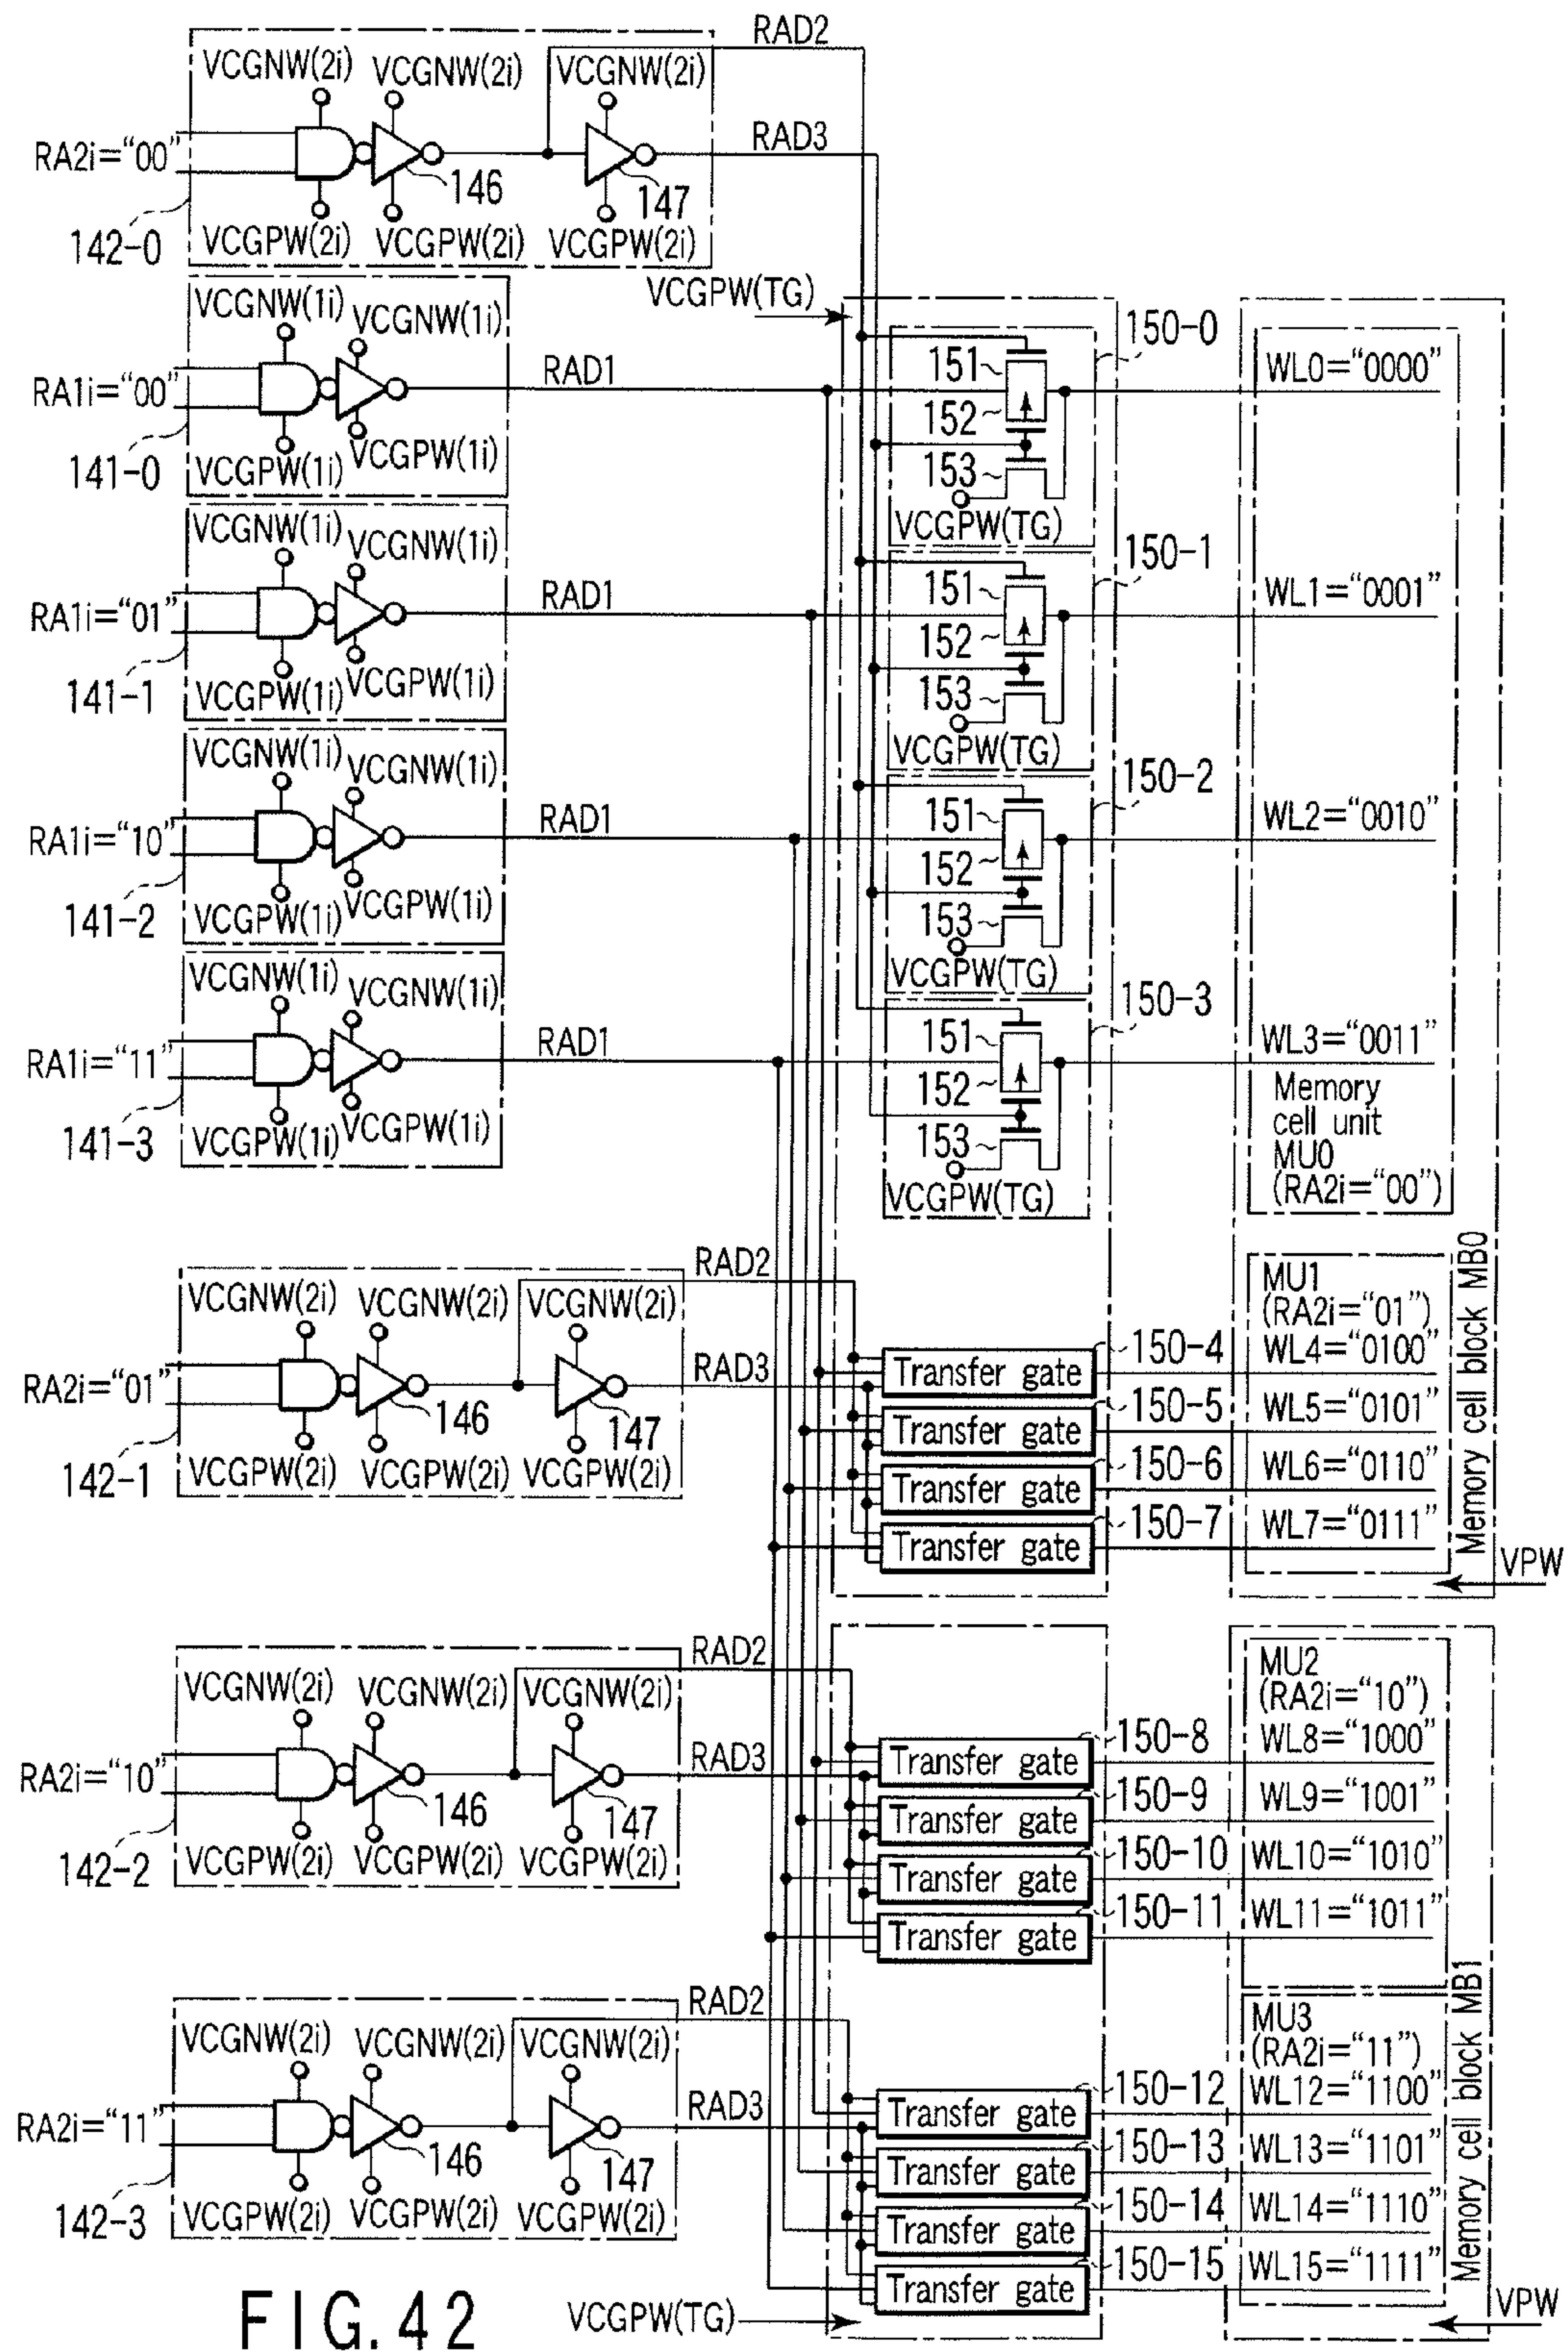 RAD2
VCGNW(2i) VCGNW(2i) VCGNW(2i)
RAD3
RA2i="00"
146
147
142-0
VCGPW(2i) VCGPW(2i) VCGPW(2i)
VCGNW(1i) VCGNW(1i)
VCGPW(TG)
150-0
RA1i="00"
RAD1
151
152
153
WL0="0000"
141-0
VCGPW(1i) VCGPW(1i)
VCGPW(TG)
VCGNW(1i) VCGNW(1i)
150-1
RA1i="01"
RAD1
151
152
153
WL1="0001"
141-1
VCGPW(1i) VCGPW(1i)
VCGPW(TG)
VCGNW(1i) VCGNW(1i)
150-2
RA1i="10"
RAD1
151
152
153
WL2="0010"
141-2
VCGPW(1i) VCGPW(1i)
VCGPW(TG)
VCGNW(1i) VCGNW(1i)
150-3
RA1i="11"
RAD1
151
152
153
WL3="0011"
141-3
VCGPW(1i) VCGPW(1i)
VCGPW(TG)
Memory
cell unit
MU0
(RA2i="00")
RAD2
VCGNW(2i) VCGNW(2i) VCGNW(2i)
RAD3
RA2i="01"
146
147
142-1
VCGPW(2i) VCGPW(2i) VCGPW(2i)
MU1
(RA2i="01")
Transfer gate 150-4 WL4="0100"
Transfer gate 150-5 WL5="0101"
Transfer gate 150-6 WL6="0110"
Transfer gate 150-7 WL7="0111"
Memory cell block MB0
VPW
RAD2
VCGNW(2i) VCGNW(2i) VCGNW(2i)
RAD3
RA2i="10"
146
147
142-2
VCGPW(2i) VCGPW(2i) VCGPW(2i)
MU2
(RA2i="10")
Transfer gate 150-8 WL8="1000"
Transfer gate 150-9 WL9="1001"
Transfer gate 150-10 WL10="1010"
Transfer gate 150-11 WL11="1011"
RAD2
VCGNW(2i) VCGNW(2i) VCGNW(2i)
RAD3
RA2i="11"
146
147
142-3
VCGPW(2i) VCGPW(2i) VCGPW(2i)
MU3
(RA2i="11")
Transfer gate 150-12 WL12="1100"
Transfer gate 150-13 WL13="1101"
Transfer gate 150-14 WL14="1110"
Transfer gate 150-15 WL15="1111"
Memory cell block MB1
VCGPW(TG)
VPW
FIG. 42